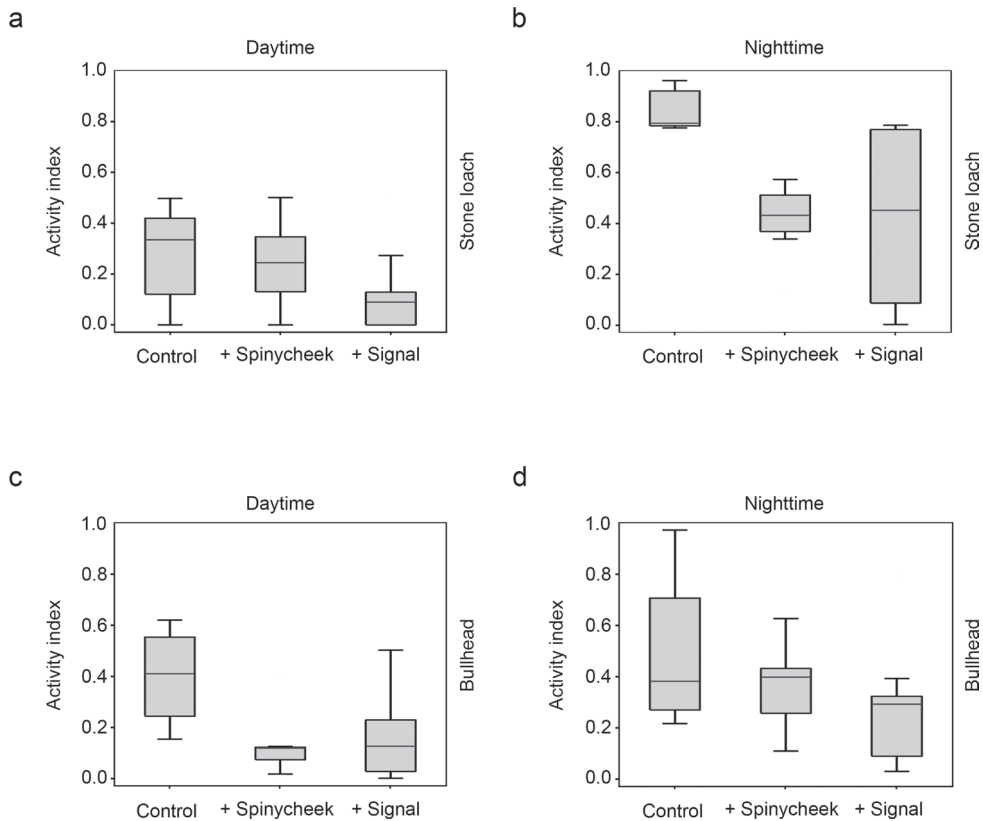 a
Daytime
1.0
0.8
0.6
0.4
0.2
0.0
Activity index
Stone loach
Control
+ Spinycheek
+ Signal
b
Nighttime
1.0
0.8
0.6
0.4
0.2
0.0
Activity index
Stone loach
Control
+ Spinycheek
+ Signal
c
Daytime
1.0
0.8
0.6
0.4
0.2
0.0
Activity index
Bullhead
Control
+ Spinycheek
+ Signal
d
Nighttime
1.0
0.8
0.6
0.4
0.2
0.0
Activity index
Bullhead
Control
+ Spinycheek
+ Signal